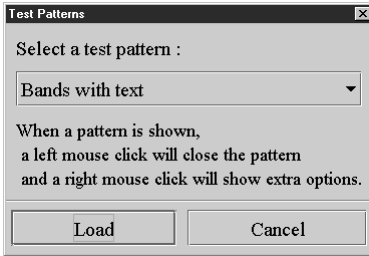 Test Patterns
Select a test pattern :
Bands with text
When a pattern is shown,
a left mouse click will close the pattern
and a right mouse click will show extra options.
Load
Cancel